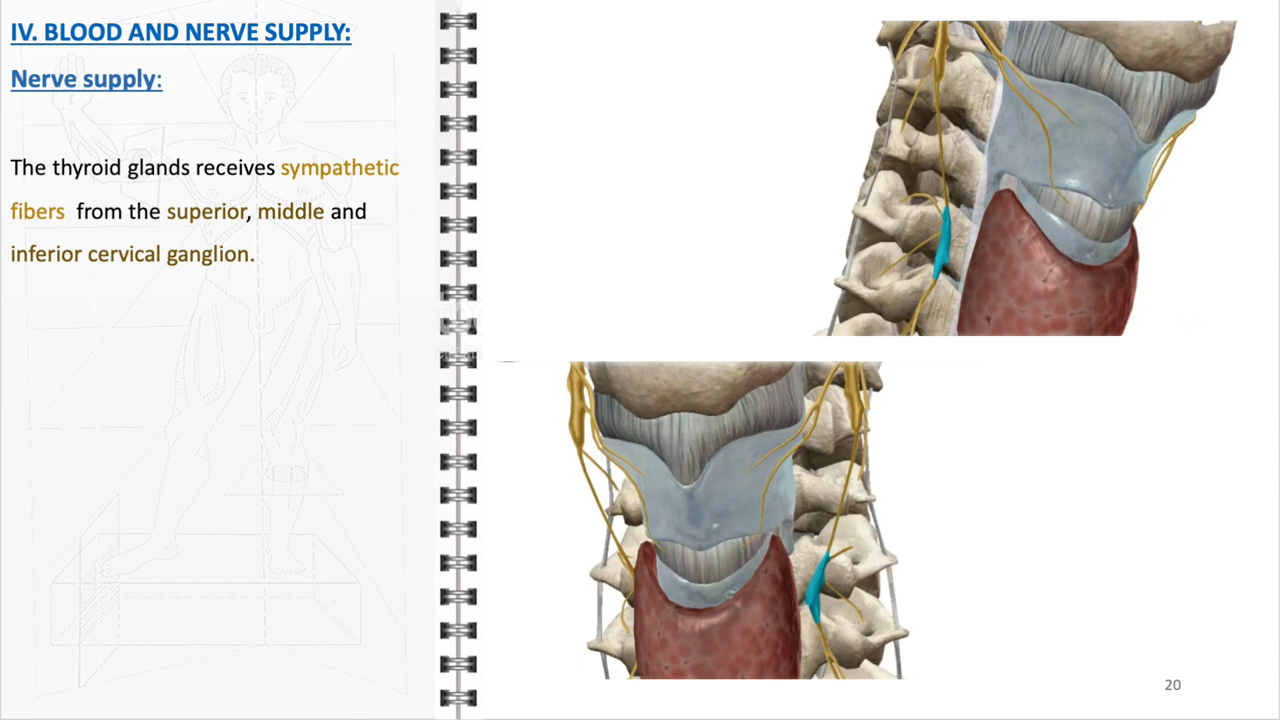 IV. BLOOD AND NERVE SUPPLY:
Nerve supply:
The thyroid glands receives sympathetic
fibers from the superior, middle and
inferior cervical ganglion.
20